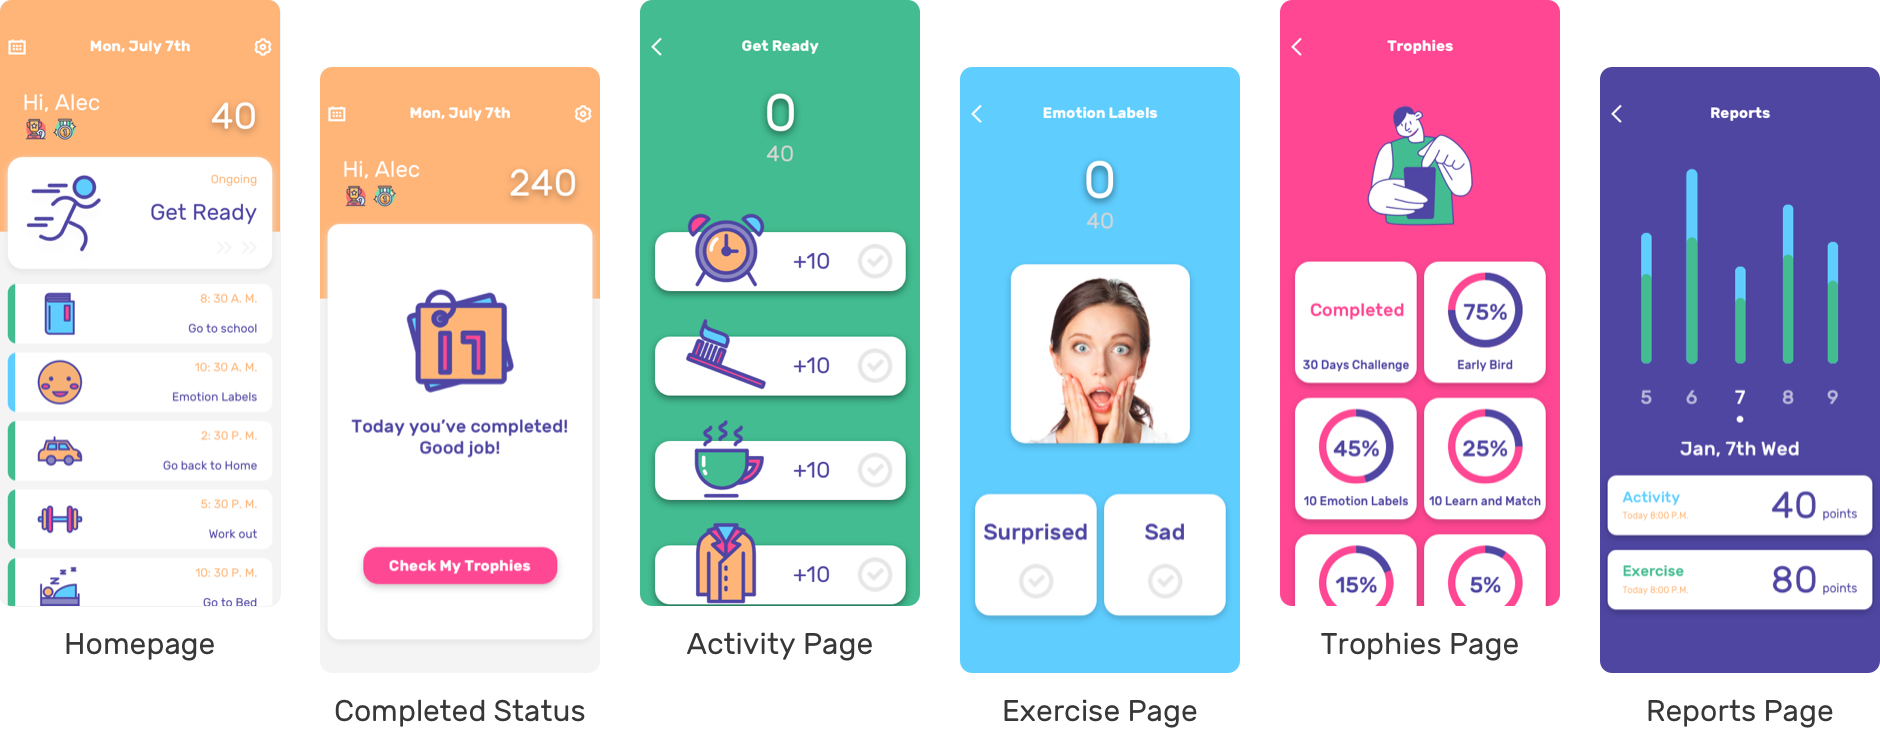 Mon, July 7th
Hi, Alec
40
Ongoing
Get Ready
8: 30 A. M.
Go to school
10: 30 A. M.
Emotion Labels
2: 30 P. M.
Go back to Home
5: 30 P. M.
Work out
10: 30 P. M.
Go to Bed
Homepage
Mon, July 7th
Hi, Alec
240
17
Today you've completed!
Good job!
Check My Trophies
Completed Status
Get Ready
0
40
+10
+10
+10
+10
Activity Page
Emotion Labels
0
40
Surprised
Sad
Exercise Page
Trophies
Completed
30 Days Challenge
75%
Early Bird
45%
10 Emotion Labels
25%
10 Learn and Match
15%
5%
Trophies Page
Reports
5 6 7 8 9
Jan, 7th Wed
Activity
Today 8:00 P.M.
40 points
Exercise
Today 8:00 P.M.
80 points
Reports Page